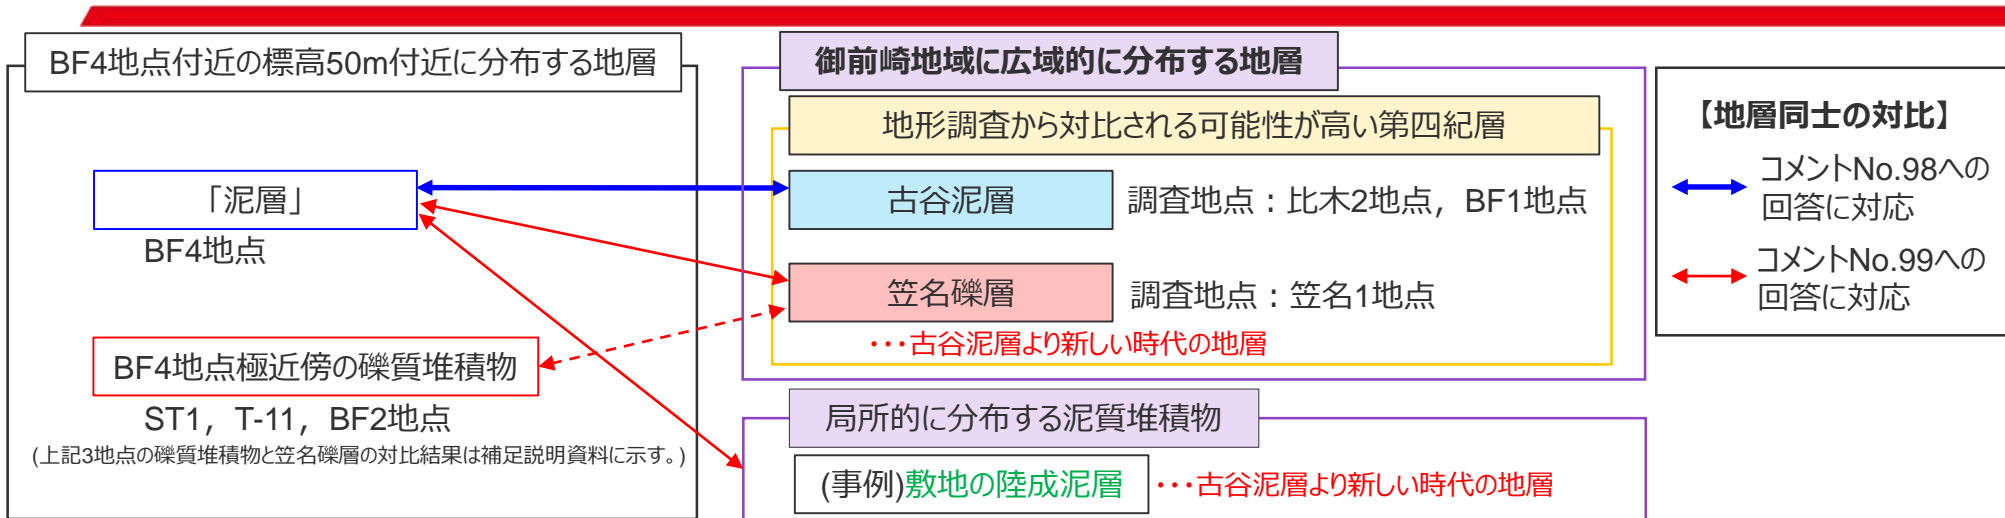 BF4地点付近の標高50m付近に分布する地層
「泥層」
BF4地点
BF4地点極近傍の礫質堆積物
ST1，T-11，BF2地点
(上記3地点の礫質堆積物と笠名礫層の対比結果は補足説明資料に示す。)
御前崎地域に広域的に分布する地層
地形調査から対比される可能性が高い第四紀層
古谷泥層
調査地点：比木2地点，BF1地点
笠名礫層
調査地点：笠名1地点
・・・古谷泥層より新しい時代の地層
局所的に分布する泥質堆積物
(事例)敷地の陸成泥層
・・・古谷泥層より新しい時代の地層
【地層同士の対比】
コメントNo.98への
回答に対応
コメントNo.99への
回答に対応